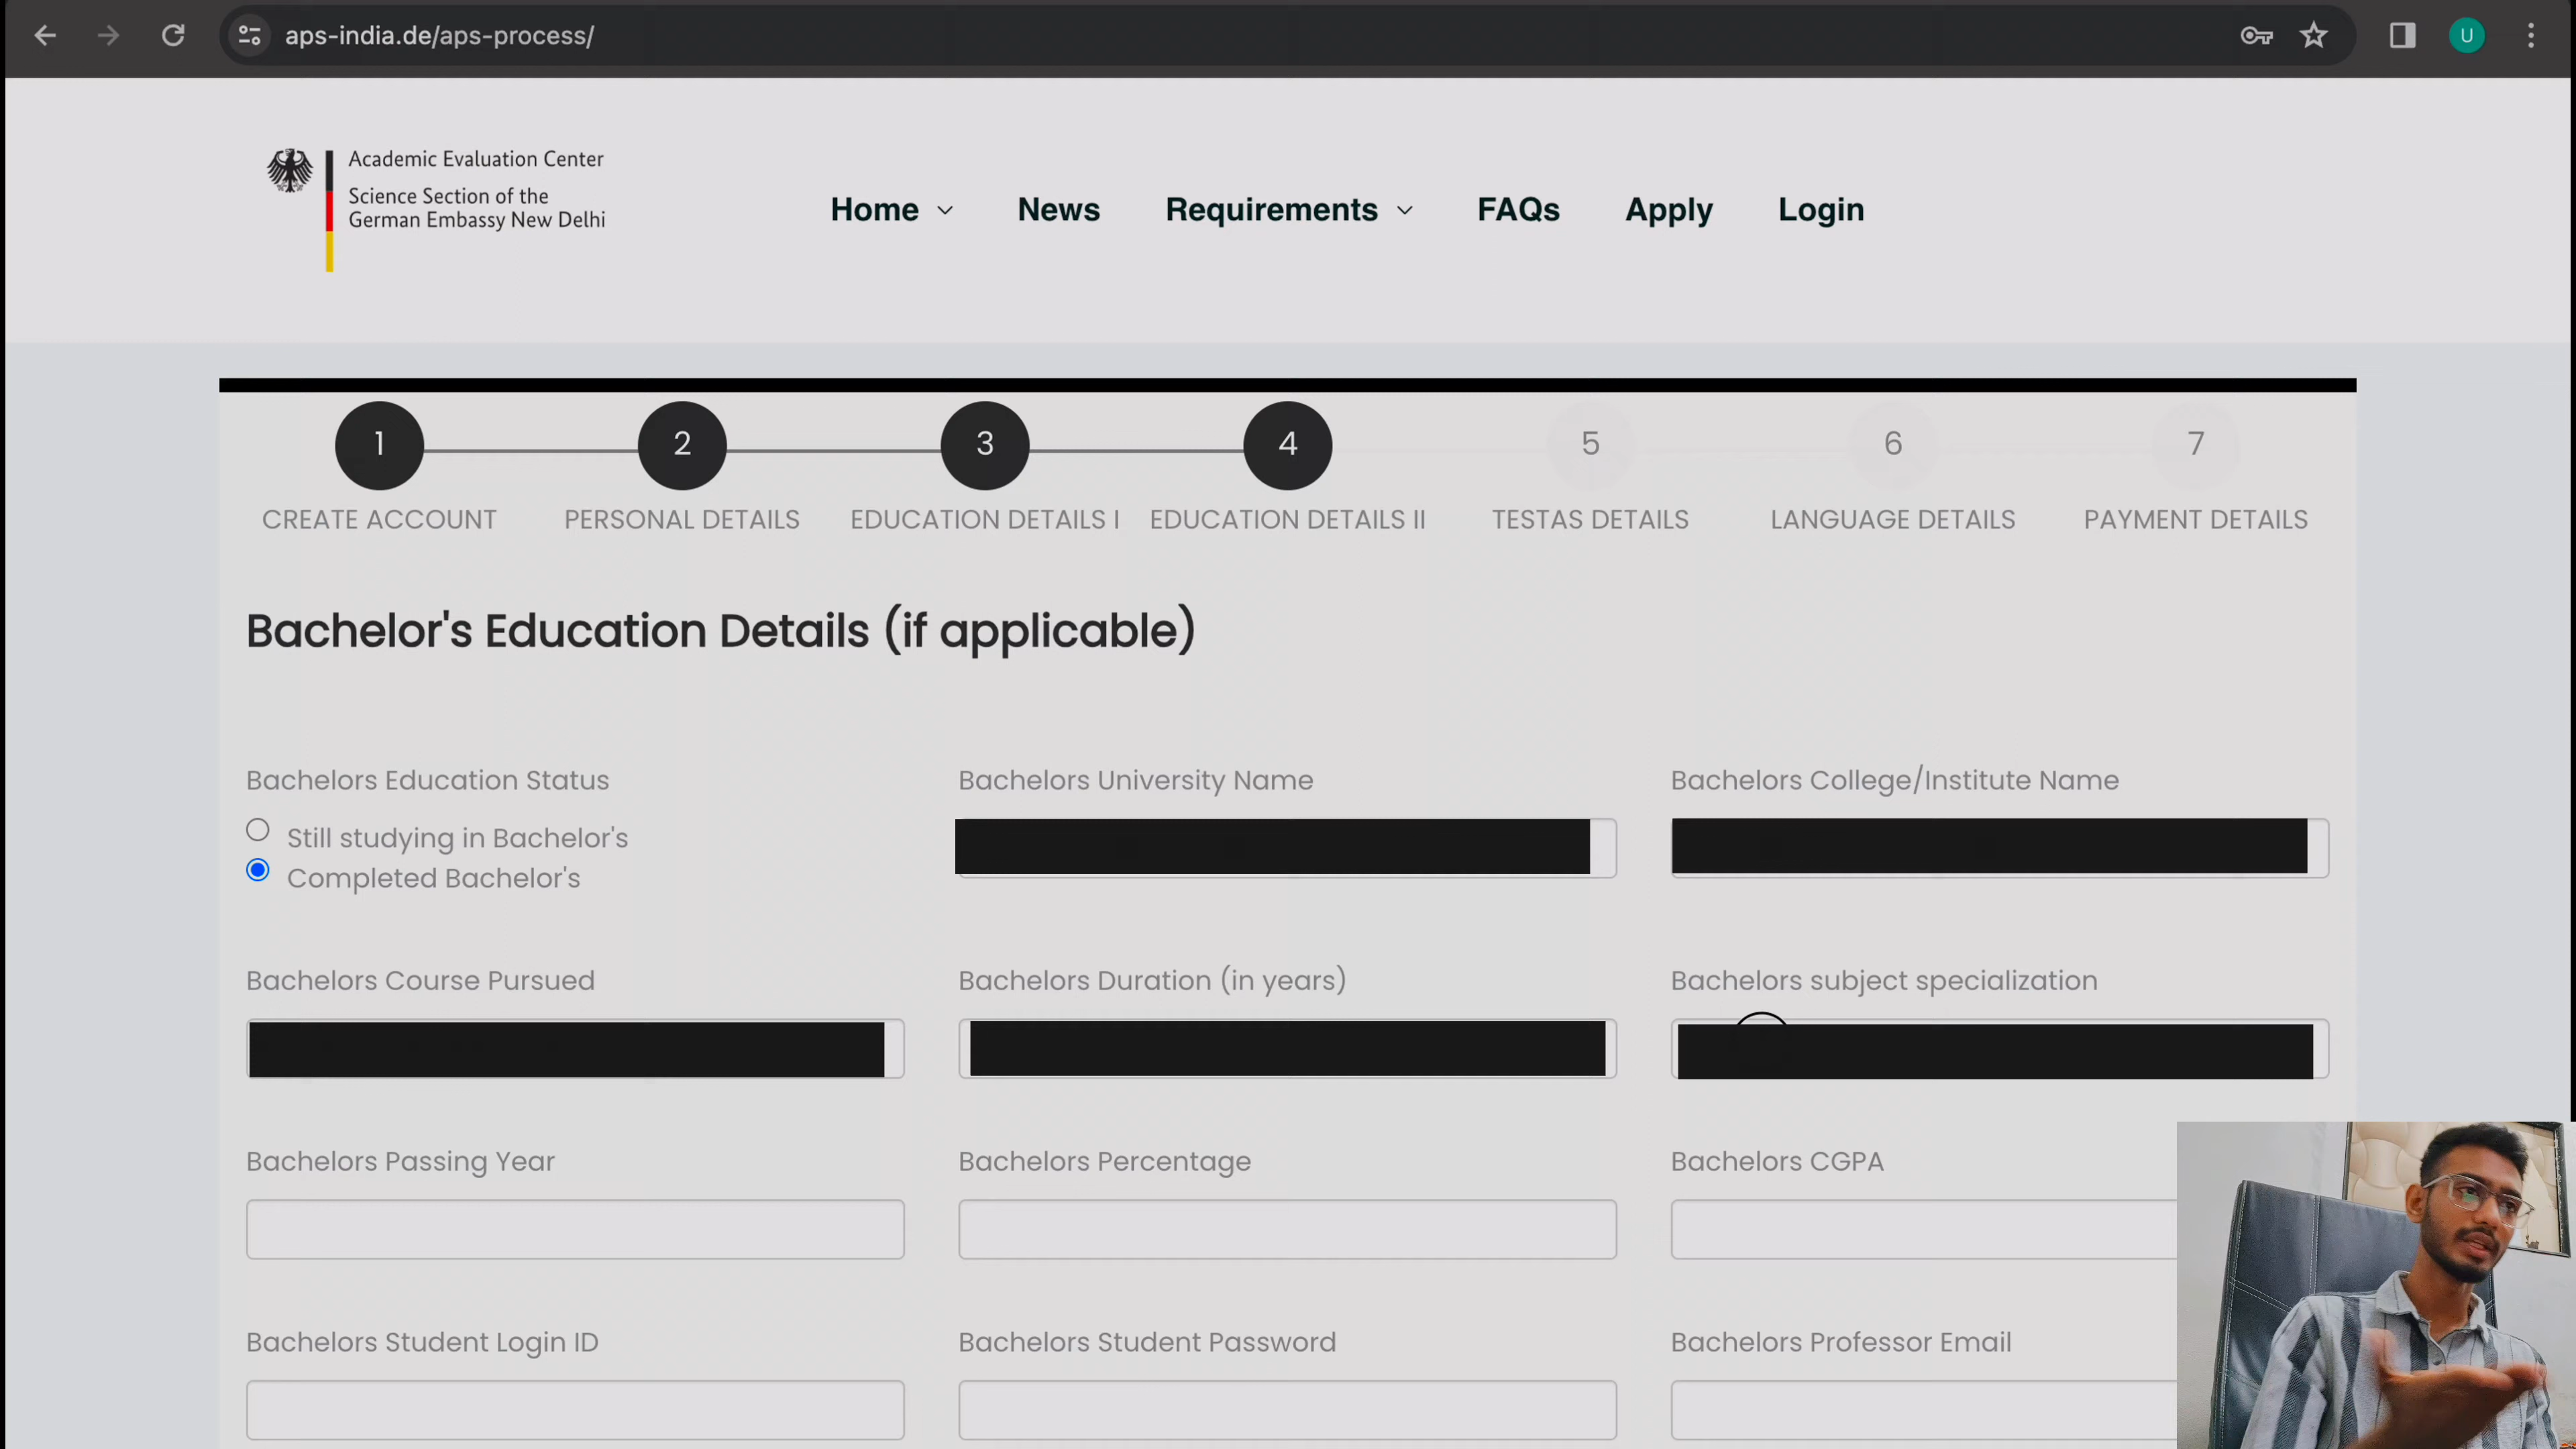 aps-india.de/aps-process/
U
Academic Evaluation Center
Science Section of the
German Embassy New Delhi
Home News Requirements FAQs Apply Login
1 2 3 4 5 6 7
CREATE ACCOUNT PERSONAL DETAILS EDUCATION DETAILS I EDUCATION DETAILS II TESTAS DETAILS LANGUAGE DETAILS PAYMENT DETAILS
Bachelor's Education Details (if applicable)
Bachelors Education Status Bachelors University Name Bachelors College/Institute Name
Still studying in Bachelor's
Completed Bachelor's
Bachelors Course Pursued Bachelors Duration (in years) Bachelors subject specialization
Bachelors Passing Year Bachelors Percentage Bachelors CGPA
Bachelors Student Login ID Bachelors Student Password Bachelors Professor Email